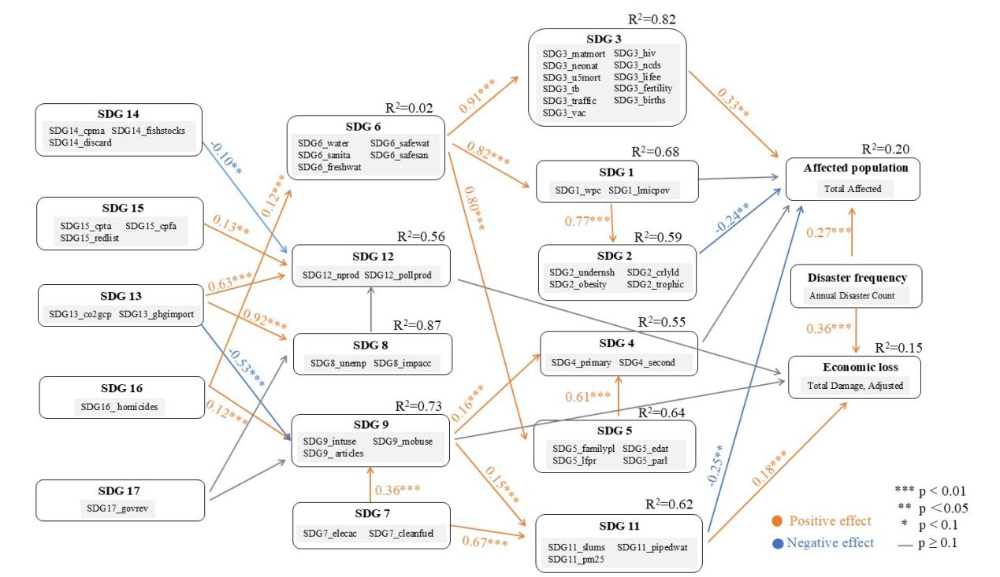 R²=0.82
SDG 3
SDG3_matmort SDG3_hiv
SDG3_neonat SDG3_ncds
SDG3_u5mort SDG3_lifee
SDG3_tb SDG3_fertility
SDG3_traffic SDG3_births
SDG3_vac
0.91***
0.33**
SDG 14
SDG14_cpma SDG14_fishstocks
SDG14_discard
-0.10**
R²=0.02
SDG 6
SDG6_water SDG6_safewat
SDG6_sanita SDG6_safesan
SDG6_freshwat
0.82***
0.80***
0.12***
R²=0.68
SDG 1
SDG1_wpc SDG1_lmicpov
0.77***
R²=0.20
Affected population
Total Affected
-0.24**
0.27***
SDG 15
SDG15_cpta SDG15_cpfa
SDG15_redlist
0.13**
R²=0.56
SDG 12
SDG12_nprod SDG12_pollprod
R²=0.59
SDG 2
SDG2_undernsh SDG2_crlyld
SDG2_obesity SDG2_trophic
Disaster frequency
Annual Disaster Count
0.36***
SDG 13
SDG13_co2gcp SDG13_ghgimport
0.63***
0.92***
-0.53***
R²=0.87
SDG 8
SDG8_unemp SDG8_impacc
R²=0.55
SDG 4
SDG4_primary SDG4_second
0.61***
0.16***
R²=0.15
Economic loss
Total Damage, Adjusted
SDG 16
SDG16_homicides
0.12***
R²=0.73
SDG 9
SDG9_intuse SDG9_mobuse
SDG9_ articles
0.15***
R²=0.64
SDG 5
SDG5_familypl SDG5_edat
SDG5_lfpr SDG5_parl
-0.25**
0.18***
SDG 17
SDG17_govrev
0.36***
SDG 7
SDG7_elecac SDG7_cleanfuel
0.67***
R²=0.62
SDG 11
SDG11_slums SDG11_pipedwat
SDG11_pm25
Positive effect
Negative effect
*** p < 0.01
** p <0.05
* p < 0.1
p ≥ 0.1